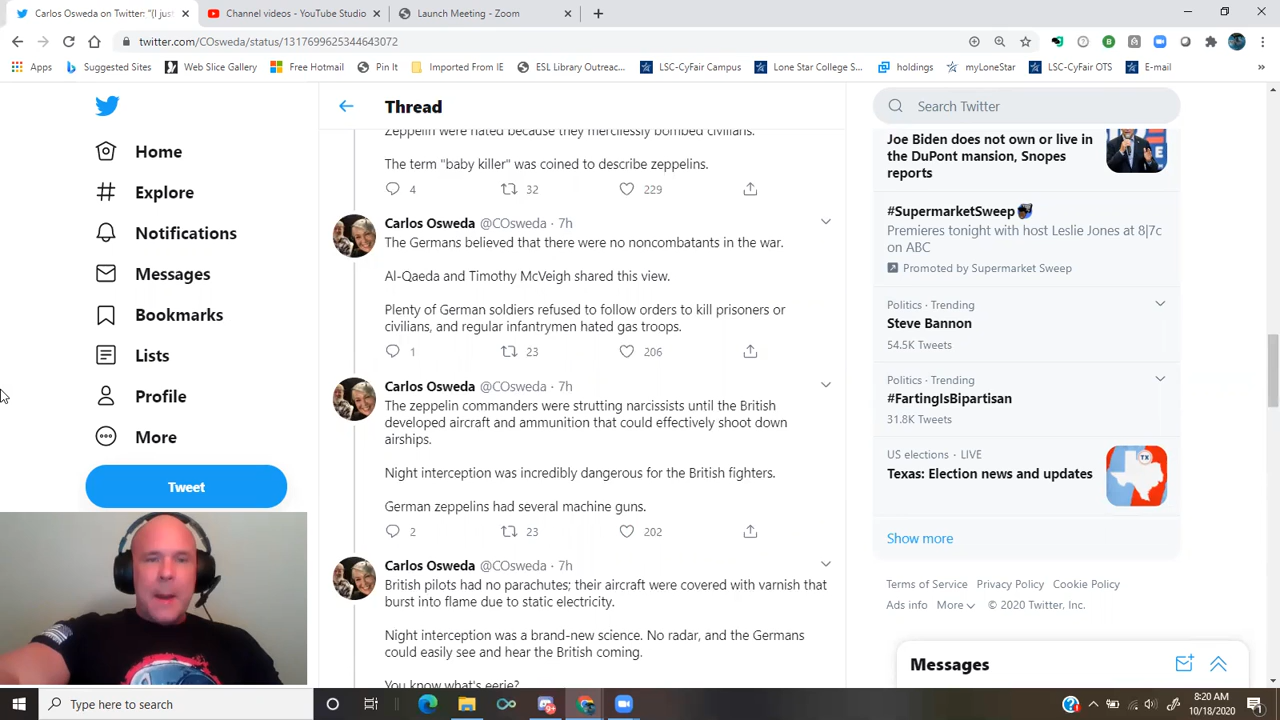 Carlos Osweda on Twitter: "(I jus
Channel videos - YouTube Studio
Launch Meeting - Zoom
twitter.com/COsweda/status/1317699625344643072
Apps
Suggested Sites
Web Slice Gallery
Free Hotmail
Pin It
Imported From IE
ESL Library Outreac...
LSC-CyFair Campus
Lone Star College S...
holdings
myLoneStar
LSC-CyFair OTS
E-mail
»
Home
Explore
Notifications
Messages
Bookmarks
Lists
Profile
More
Tweet
Thread
Zeppelin were hated because they mercilessly bombed civilians.
The term "baby killer" was coined to describe zeppelins.
4 32 229
Carlos Osweda @COsweda · 7h
The Germans believed that there were no noncombatants in the war.
Al-Qaeda and Timothy McVeigh shared this view.
Plenty of German soldiers refused to follow orders to kill prisoners or
civilians, and regular infantrymen hated gas troops.
1 23 206
Carlos Osweda @COsweda · 7h
The zeppelin commanders were strutting narcissists until the British
developed aircraft and ammunition that could effectively shoot down
airships.
Night interception was incredibly dangerous for the British fighters.
German zeppelins had several machine guns.
2 23 202
Carlos Osweda @COsweda · 7h
British pilots had no parachutes; their aircraft were covered with varnish that
burst into flame due to static electricity.
Night interception was a brand-new science. No radar, and the Germans
could easily see and hear the British coming.
You know what's eerie?
Search Twitter
Joe Biden does not own or live in
the DuPont mansion, Snopes
reports
#SupermarketSweep
Premieres tonight with host Leslie Jones at 8|7c
on ABC
Promoted by Supermarket Sweep
Politics · Trending
Steve Bannon
54.5K Tweets
Politics · Trending
#FartingIsBipartisan
31.8K Tweets
US elections · LIVE
Texas: Election news and updates
TX
Show more
Terms of Service Privacy Policy Cookie Policy
Ads info More © 2020 Twitter, Inc.
Messages
Type here to search
8:20 AM
10/18/2020